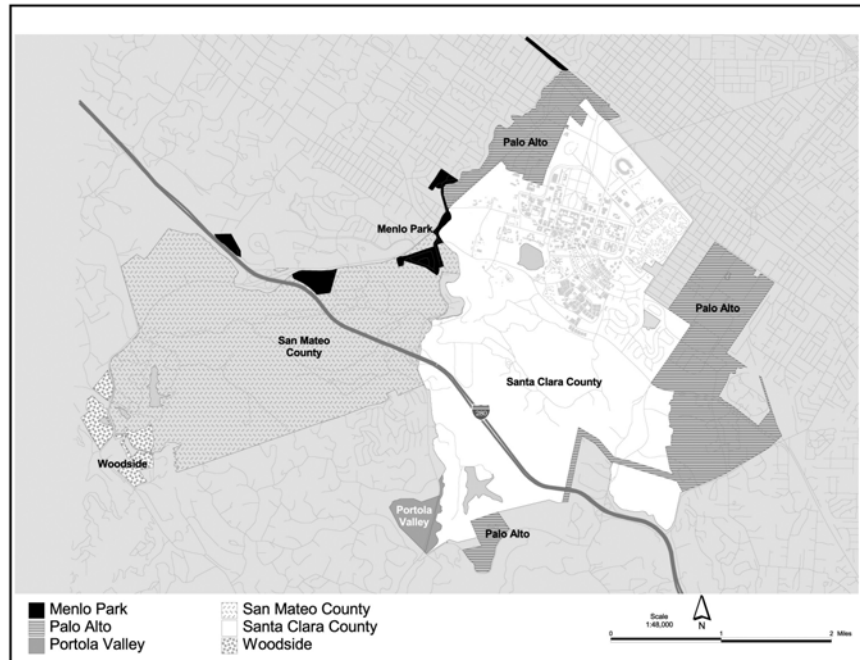 Palo Alto
Menlo Park
Palo Alto
San Mateo
County
Santa Clara County
280
Woodside
Portola
Valley
Palo Alto
Menlo Park
Palo Alto
Portola Valley
San Mateo County
Santa Clara County
Woodside
Scale
1:48,000
N
0 1 2 Miles